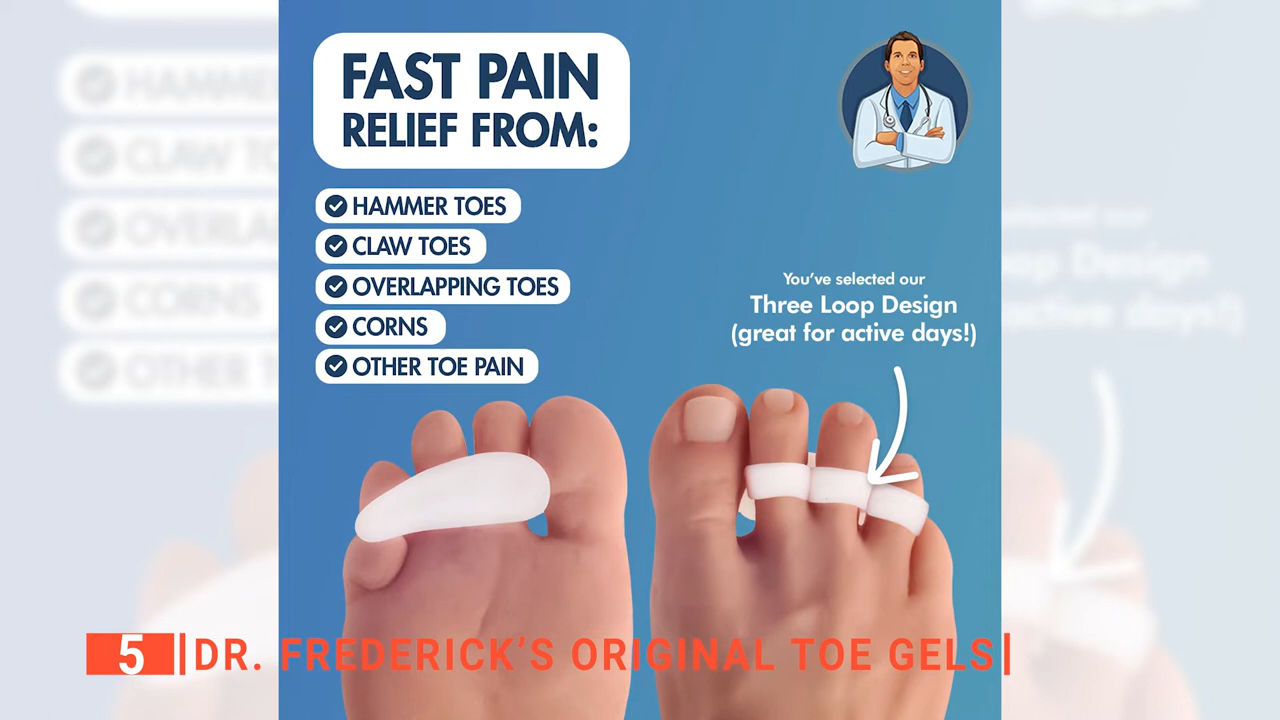 FAST PAIN
RELIEF FROM:
HAMMER TOES
CLAW TOES
OVERLAPPING TOES
CORNS
OTHER TOE PAIN
You've selected our
Three Loop Design
(great for active days!)
5 DR. FREDERICK'S ORIGINAL TOE GELS